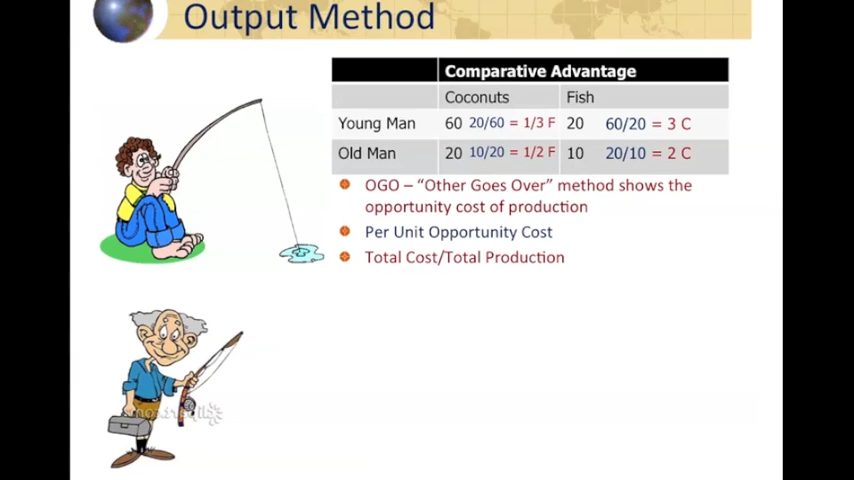 Output Method
Comparative Advantage
Coconuts Fish
Young Man 60 20/60 = 1/3 F 20 60/20 = 3 C
Old Man 20 10/20 = 1/2 F 10 20/10 = 2 C
OGO – “Other Goes Over” method shows the
opportunity cost of production
Per Unit Opportunity Cost
Total Cost/Total Production